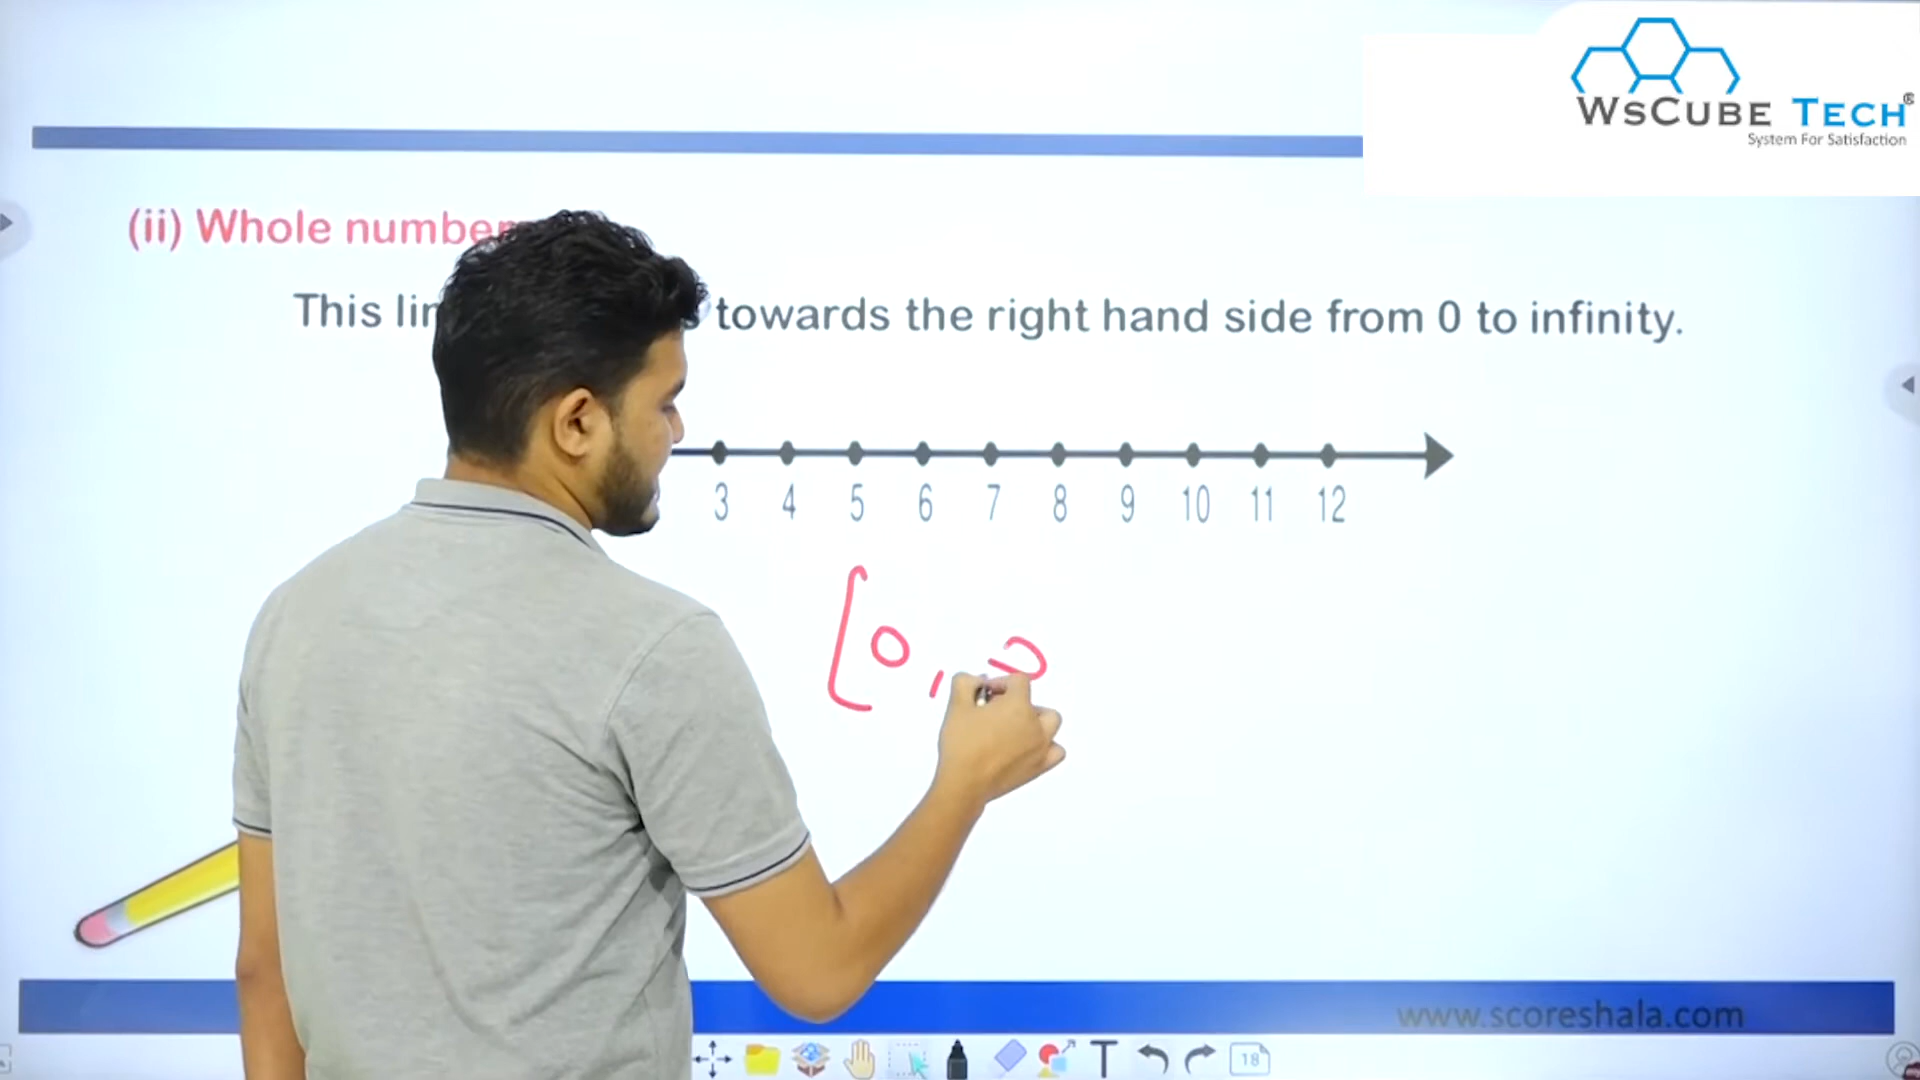 WSCUBE TECH®
System For Satisfaction
(ii) Whole number
This lin towards the right hand side from 0 to infinity.
3 4 5 6 7 8 9 10 11 12
[0,
www.scoreshala.com
T 18